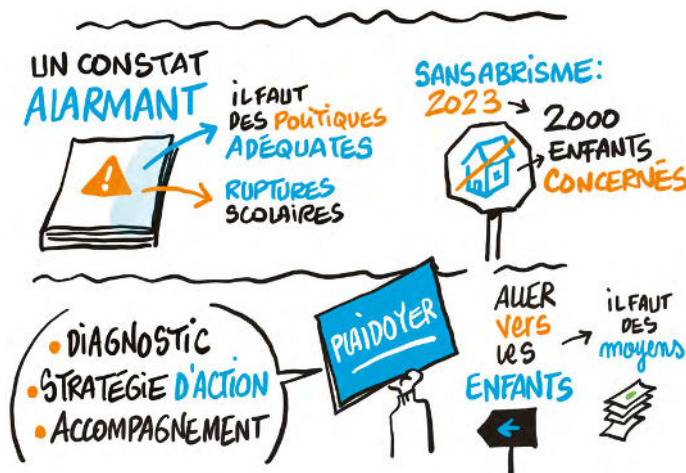 UN CONSTAT
ALARMANT
IL FAUT
DES POLITIQUES
ADÉQUATES
RUPTURES
SCOLAIRES
SANSABRISME:
2023
2000
ENFANTS
CONCERNÉS
• DIAGNOSTIC
• STRATÉGIE D'ACTION
• ACCOMPAGNEMENT
PLAIDOYER
ALLER
vers
les
ENFANTS
IL FAUT
DES
moyens